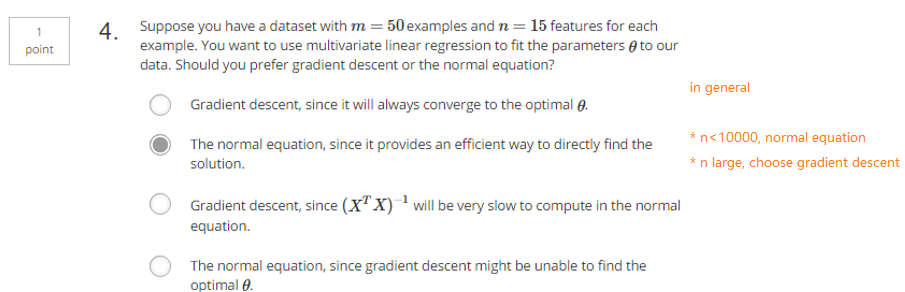 1
point
4.
Suppose you have a dataset with m = 50 examples and n = 15 features for each
example. You want to use multivariate linear regression to fit the parameters θ to our
data. Should you prefer gradient descent or the normal equation?
in general
Gradient descent, since it will always converge to the optimal θ.
The normal equation, since it provides an efficient way to directly find the
solution.
* n<10000, normal equation
* n large, choose gradient descent
Gradient descent, since (XᵀX)⁻¹ will be very slow to compute in the normal
equation.
The normal equation, since gradient descent might be unable to find the
optimal θ.